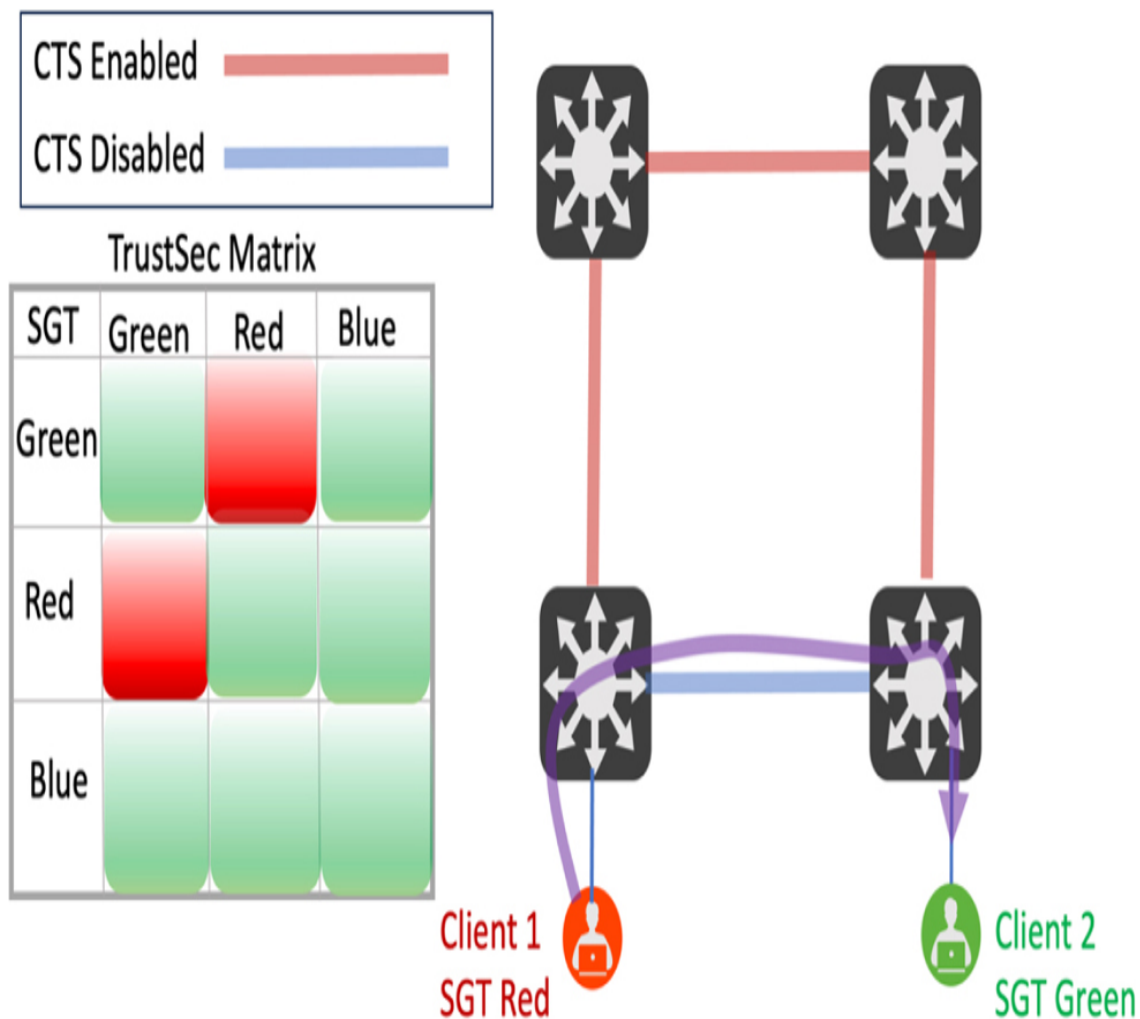 CTS Enabled
CTS Disabled
TrustSec Matrix
SGT Green Red Blue
Green
Red
Blue
Client 1
SGT Red
Client 2
SGT Green